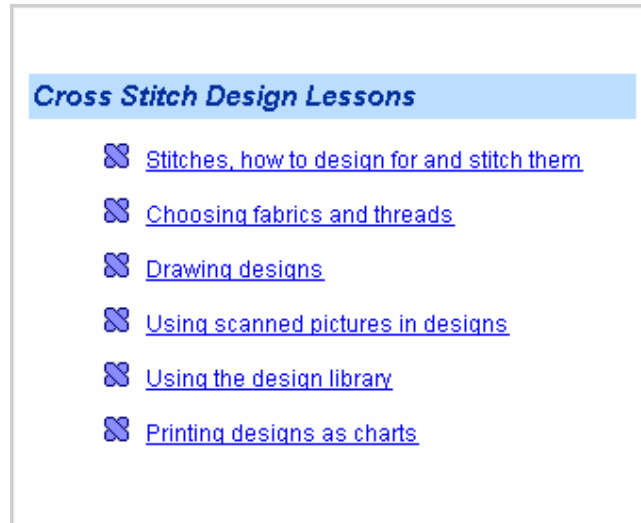 Cross Stitch Design Lessons
Stitches, how to design for and stitch them
Choosing fabrics and threads
Drawing designs
Using scanned pictures in designs
Using the design library
Printing designs as charts